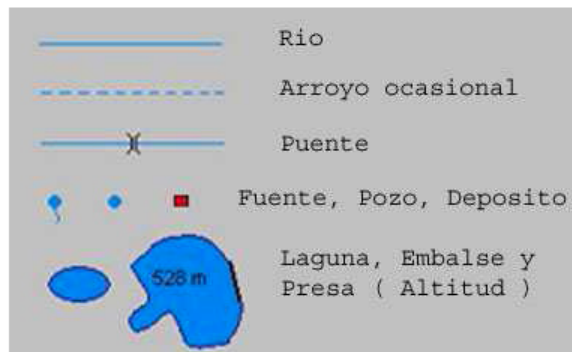 Rio
Arroyo ocasional
Puente
Fuente, Pozo, Deposito
528 m
Laguna, Embalse y
Presa ( Altitud )